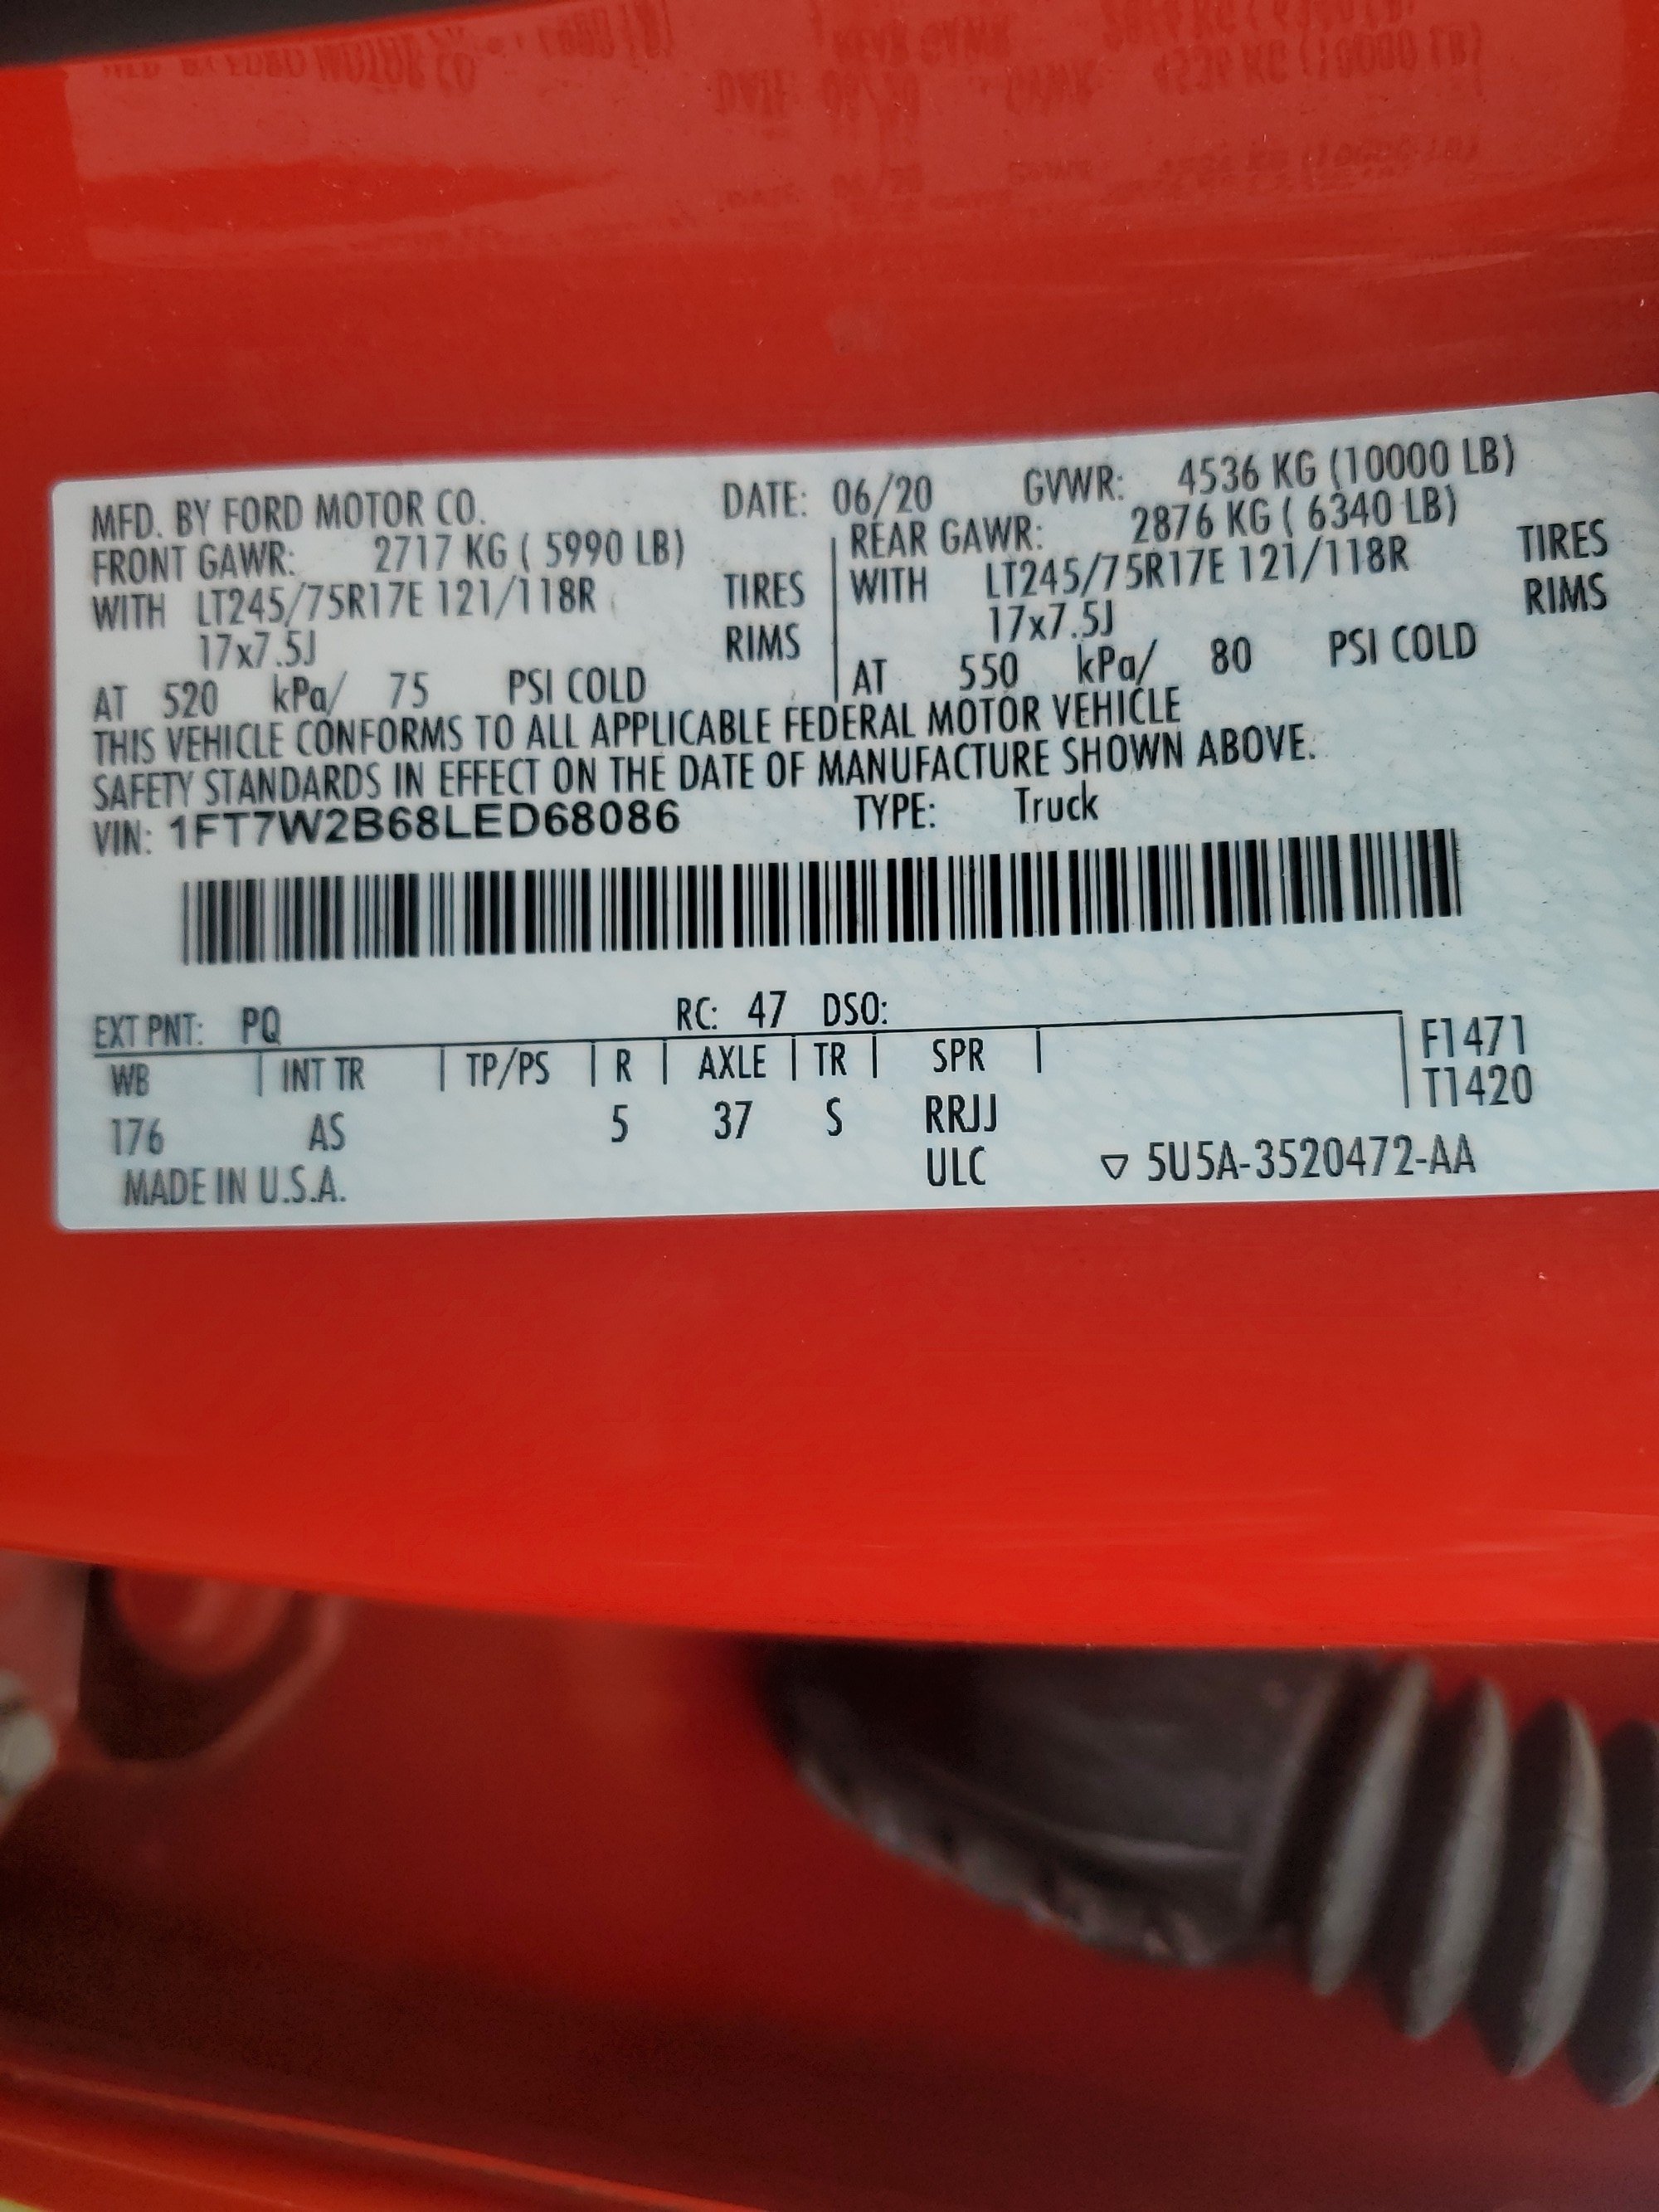 MFD. BY FORD MOTOR CO. DATE: 06/20 GVWR: 4536 KG (10000 LB)
FRONT GAWR: 2717 KG ( 5990 LB) REAR GAWR: 2876 KG ( 6340 LB)
WITH LT245/75R17E 121/118R TIRES WITH LT245/75R17E 121/118R TIRES
17x7.5J RIMS 17x7.5J RIMS
AT 520 kPa/ 75 PSI COLD AT 550 kPa/ 80 PSI COLD
THIS VEHICLE CONFORMS TO ALL APPLICABLE FEDERAL MOTOR VEHICLE
SAFETY STANDARDS IN EFFECT ON THE DATE OF MANUFACTURE SHOWN ABOVE.
VIN: 1FT7W2B68LED68086 TYPE: Truck
EXT PNT: PQ RC: 47 DSO:
WB INT TR TP/PS R AXLE TR SPR F1471
T1420
176 AS 5 37 S RRJJ
MADE IN U.S.A. ULC ▽ 5U5A-3520472-AA